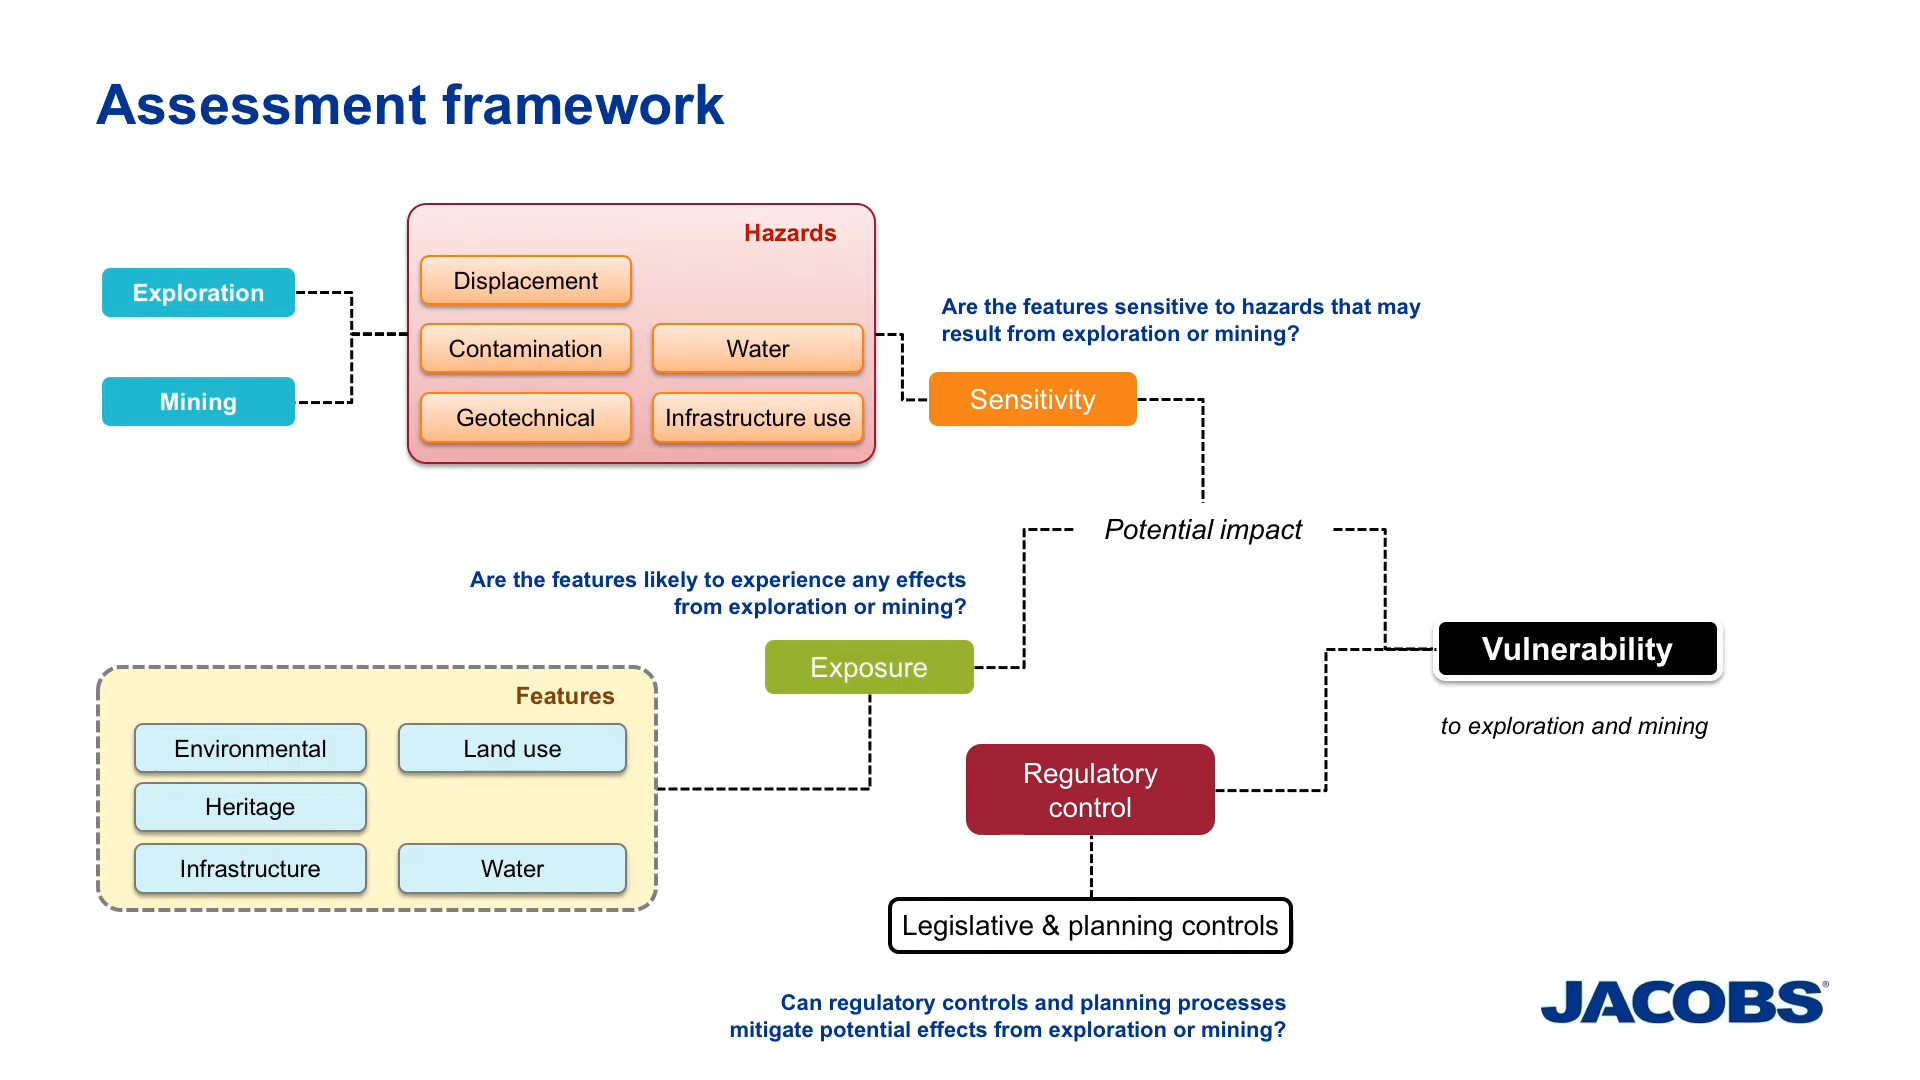 Assessment framework
Hazards
Exploration
Mining
Displacement
Contamination
Water
Geotechnical
Infrastructure use
Are the features sensitive to hazards that may
result from exploration or mining?
Sensitivity
Potential impact
Are the features likely to experience any effects
from exploration or mining?
Exposure
Vulnerability
to exploration and mining
Features
Environmental
Land use
Heritage
Infrastructure
Water
Regulatory
control
Legislative & planning controls
Can regulatory controls and planning processes
mitigate potential effects from exploration or mining?
JACOBS®